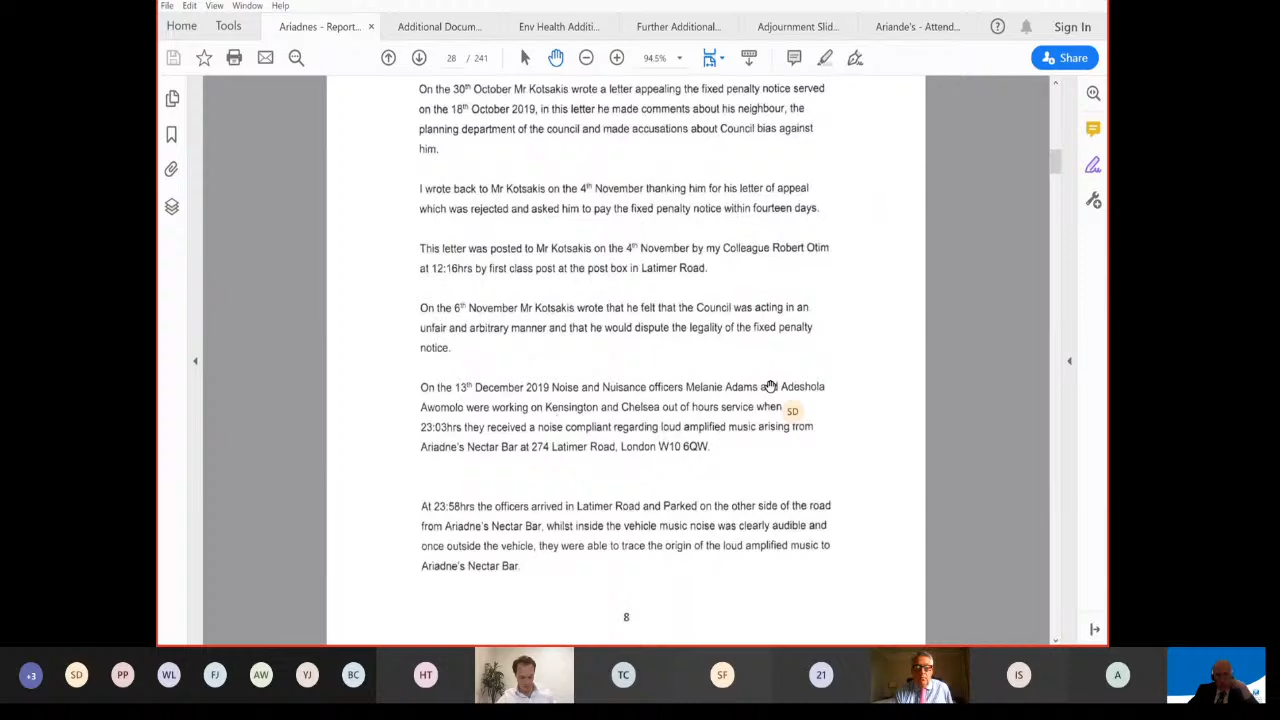 File Edit View Window Help
Home Tools Ariadnes - Report... × Additional Docum... Env Health Additi... Further Additional... Adjournment Slid... Ariande's - Attend... Sign In
28 / 241 94.5% Share
On the 30th October Mr Kotsakis wrote a letter appealing the fixed penalty notice served
on the 18th October 2019, in this letter he made comments about his neighbour, the
planning department of the council and made accusations about Council bias against
him.
I wrote back to Mr Kotsakis on the 4th November thanking him for his letter of appeal
which was rejected and asked him to pay the fixed penalty notice within fourteen days.
This letter was posted to Mr Kotsakis on the 4th November by my Colleague Robert Otim
at 12:16hrs by first class post at the post box in Latimer Road.
On the 6th November Mr Kotsakis wrote that he felt that the Council was acting in an
unfair and arbitrary manner and that he would dispute the legality of the fixed penalty
notice.
On the 13th December 2019 Noise and Nuisance officers Melanie Adams and Adeshola
Awomolo were working on Kensington and Chelsea out of hours service when
SD
23:03hrs they received a noise compliant regarding loud amplified music arising from
Ariadne's Nectar Bar at 274 Latimer Road, London W10 6QW.
At 23:58hrs the officers arrived in Latimer Road and Parked on the other side of the road
from Ariadne's Nectar Bar, whilst inside the vehicle music noise was clearly audible and
once outside the vehicle, they were able to trace the origin of the loud amplified music to
Ariadne's Nectar Bar.
8
+3 SD PP WL FJ AW YJ BC HT TC SF 21 IS A